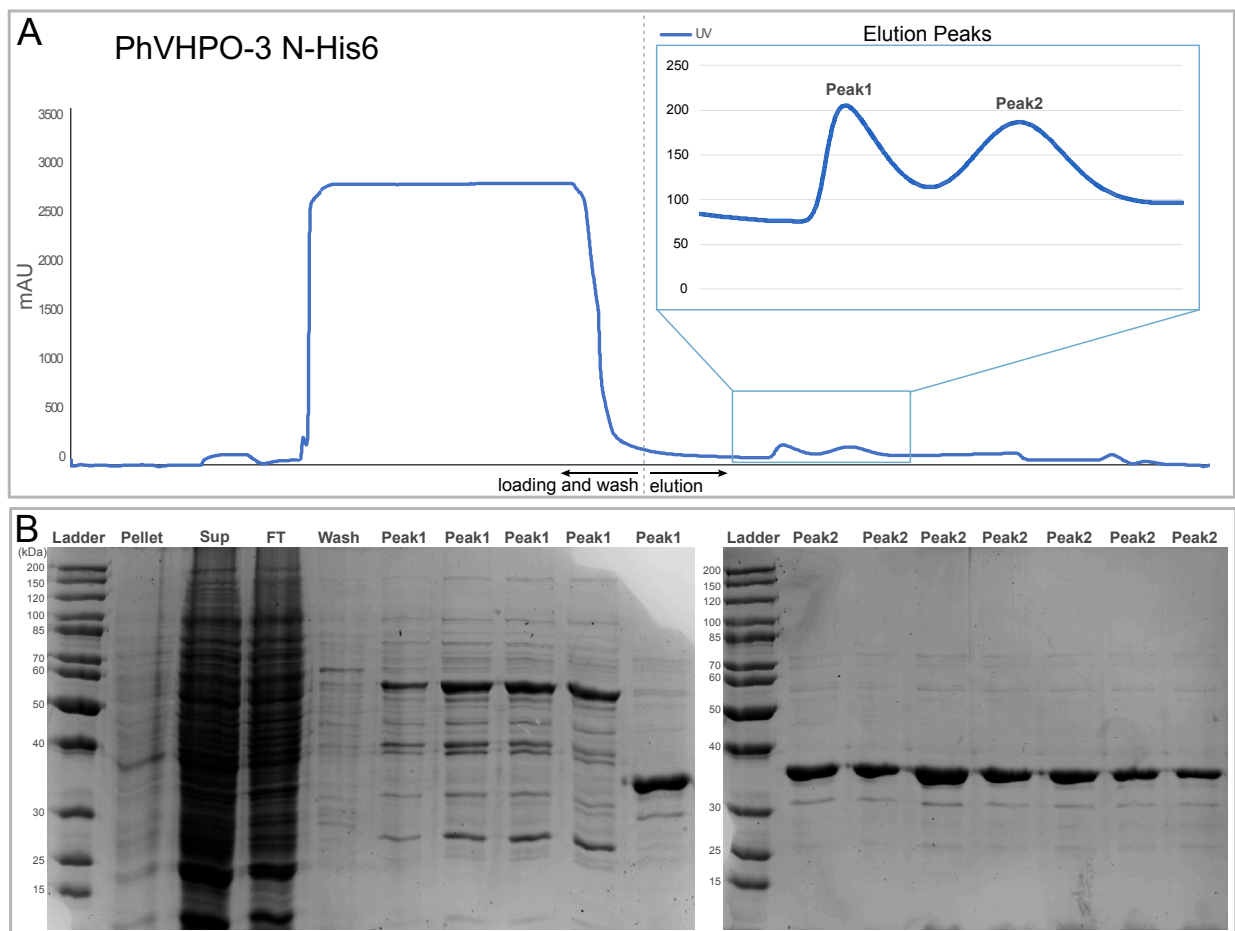 A
PhVHPO-3 N-His6
UV
Elution Peaks
250
200
150
100
50
0
Peak1
Peak2
3500
3000
2500
2000
1500
1000
500
0
mAU
loading and wash
elution
B
Ladder Pellet Sup FT Wash Peak1 Peak1 Peak1 Peak1 Peak1
(kDa)
200
150
120
100
85
70
60
50
40
30
25
15
Ladder Peak2 Peak2 Peak2 Peak2 Peak2 Peak2 Peak2
200
150
120
100
85
70
60
50
40
30
25
15